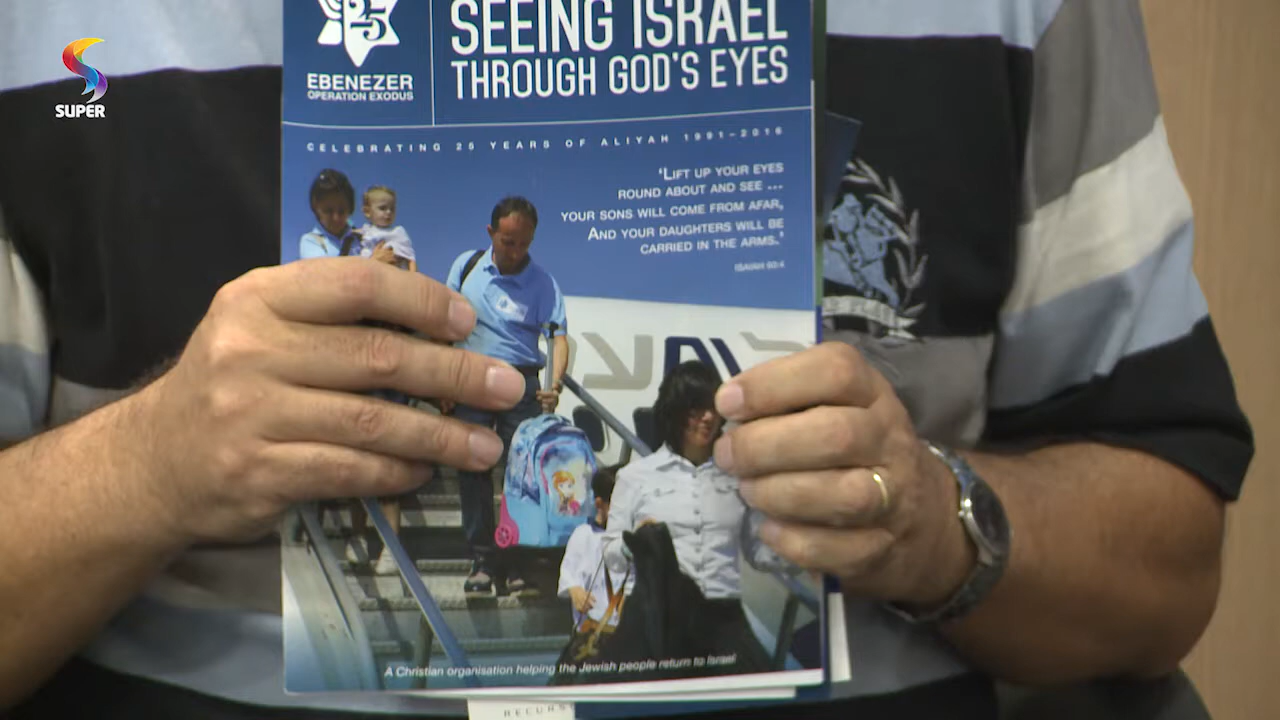 SUPER
25
EBENEZER
OPERATION EXODUS
SEEING ISRAEL
THROUGH GOD'S EYES
CELEBRATING 25 YEARS OF ALIYAH 1991–2016
'LIFT UP YOUR EYES
ROUND ABOUT AND SEE ...
YOUR SONS WILL COME FROM AFAR,
AND YOUR DAUGHTERS WILL BE
CARRIED IN THE ARMS.'
ISAIAH 60:4
A Christian organisation helping the Jewish people return to Israel